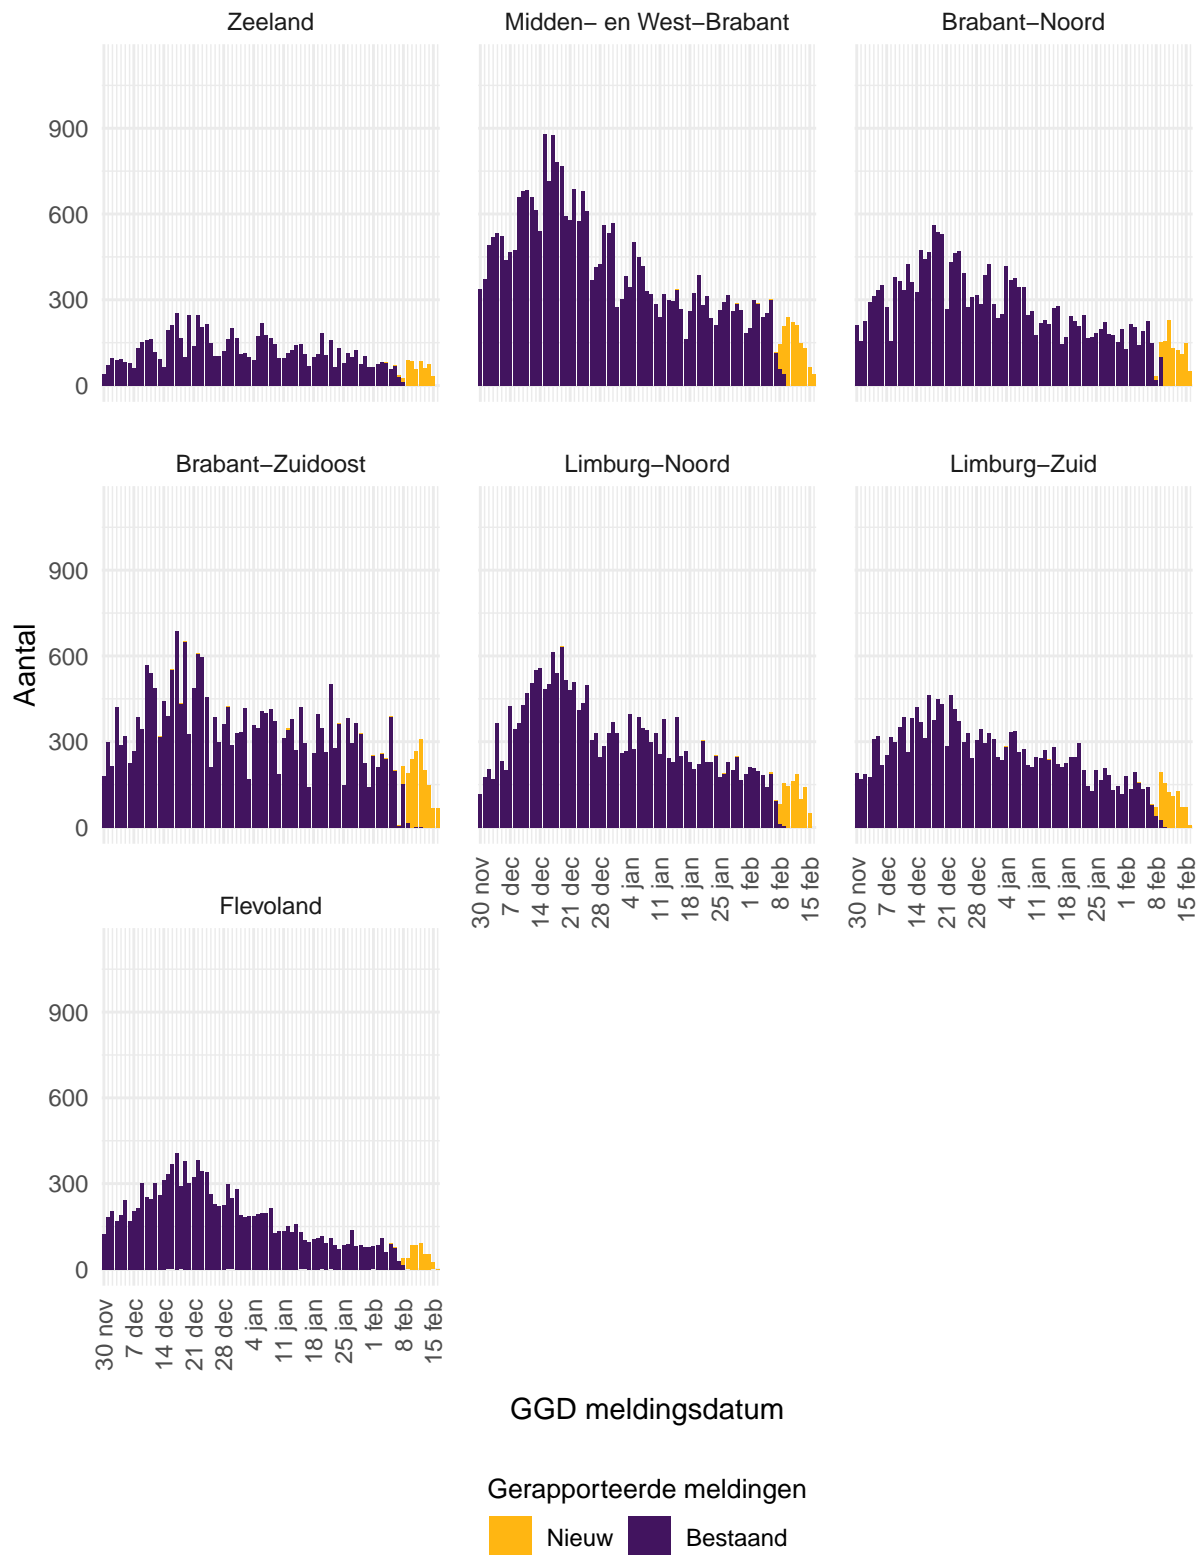 Zeeland
Midden− en West−Brabant
Brabant−Noord
900
600
300
0
Brabant−Zuidoost
Limburg−Noord
Limburg−Zuid
900
600
300
0
Aantal
30 nov
7 dec
14 dec
21 dec
28 dec
4 jan
11 jan
18 jan
25 jan
1 feb
8 feb
15 feb
30 nov
7 dec
14 dec
21 dec
28 dec
4 jan
11 jan
18 jan
25 jan
1 feb
8 feb
15 feb
Flevoland
900
600
300
0
30 nov
7 dec
14 dec
21 dec
28 dec
4 jan
11 jan
18 jan
25 jan
1 feb
8 feb
15 feb
GGD meldingsdatum
Gerapporteerde meldingen
Nieuw
Bestaand